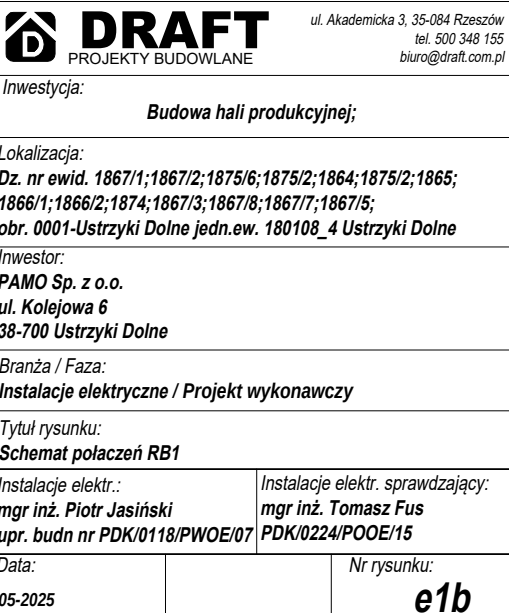 DRAFT
PROJEKTY BUDOWLANE
ul. Akademicka 3, 35-084 Rzeszów
tel. 500 348 155
biuro@draft.com.pl
Inwestycja:
Budowa hali produkcyjnej;
Lokalizacja:
Dz. nr ewid. 1867/1;1867/2;1875/6;1875/2;1864;1875/2;1865;
1866/1;1866/2;1874;1867/3;1867/8;1867/7;1867/5;
obr. 0001-Ustrzyki Dolne jedn.ew. 180108_4 Ustrzyki Dolne
Inwestor:
PAMO Sp. z o.o.
ul. Kolejowa 6
38-700 Ustrzyki Dolne
Branża / Faza:
Instalacje elektryczne / Projekt wykonawczy
Tytuł rysunku:
Schemat połaczeń RB1
Instalacje elektr.:
mgr inż. Piotr Jasiński
upr. budn nr PDK/0118/PWOE/07
Instalacje elektr. sprawdzający:
mgr inż. Tomasz Fus
PDK/0224/POOE/15
Data:
05-2025
Nr rysunku:
e1b